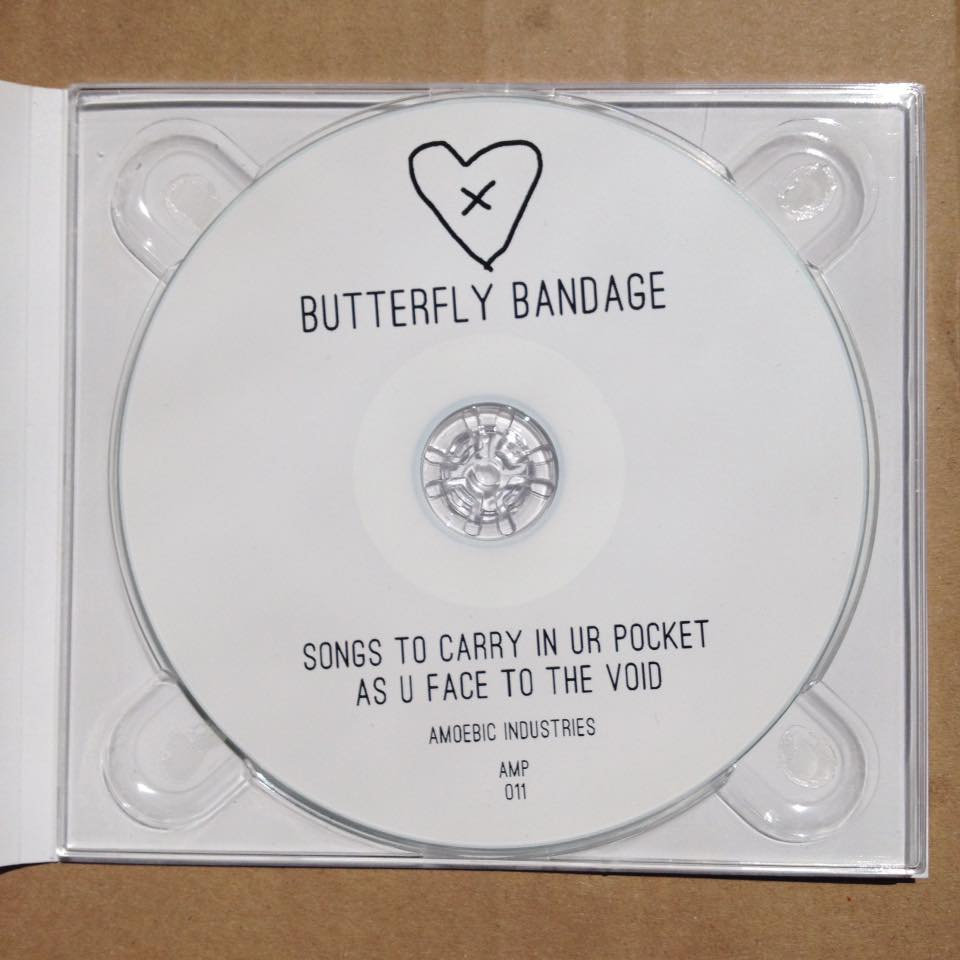 BUTTERFLY BANDAGE
SONGS TO CARRY IN UR POCKET
AS U FACE TO THE VOID
AMOEBIC INDUSTRIES
AMP
011